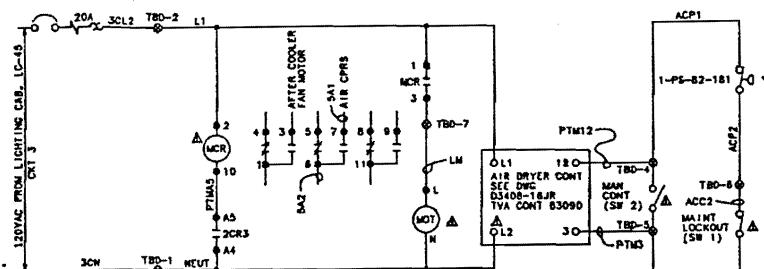 120VAC FROM LIGHTING CAB. LC-45
CKT 3
20A
3CL2
TBD-2
L1
2
MCR
10
P7MA5
A5
2CR3
A4
3CN
TBD-1
NEUT
AFTER COOLER
FAN MOTOR
5A1
AIR CPRS
4
3
5
7
8
9
1
6
11
5A2
1
MCR
3
TBD-7
LM
L
MOT
N
L1
12
AIR DRYER CONT
SEE DWG
D3408-16JR
TVA CONT 83090
L2
3
PTM12
PTM3
ACP1
1-PS-82-181
ACP2
TBD-4
MAN
CONT
(SW 2)
TBD-5
TBD-6
ACC2
MAINT
LOCKOUT
(SW 1)